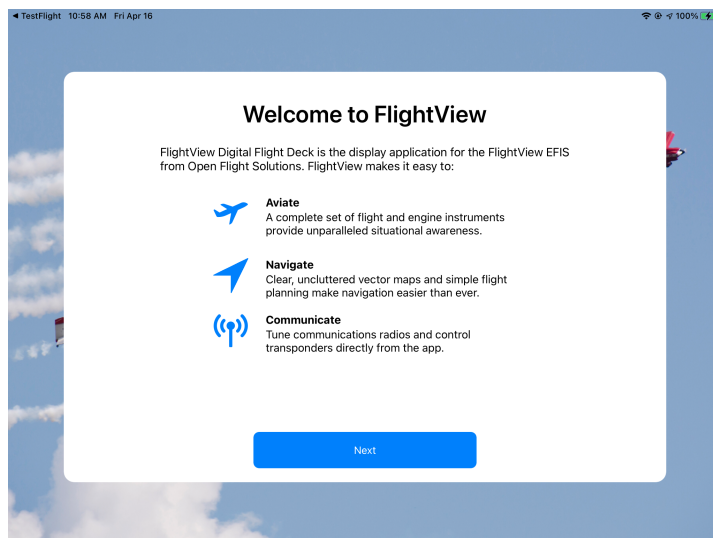 ◀ TestFlight 10:58 AM Fri Apr 16 100%
Welcome to FlightView
FlightView Digital Flight Deck is the display application for the FlightView EFIS
from Open Flight Solutions. FlightView makes it easy to:
Aviate
A complete set of flight and engine instruments
provide unparalleled situational awareness.
Navigate
Clear, uncluttered vector maps and simple flight
planning make navigation easier than ever.
Communicate
Tune communications radios and control
transponders directly from the app.
Next